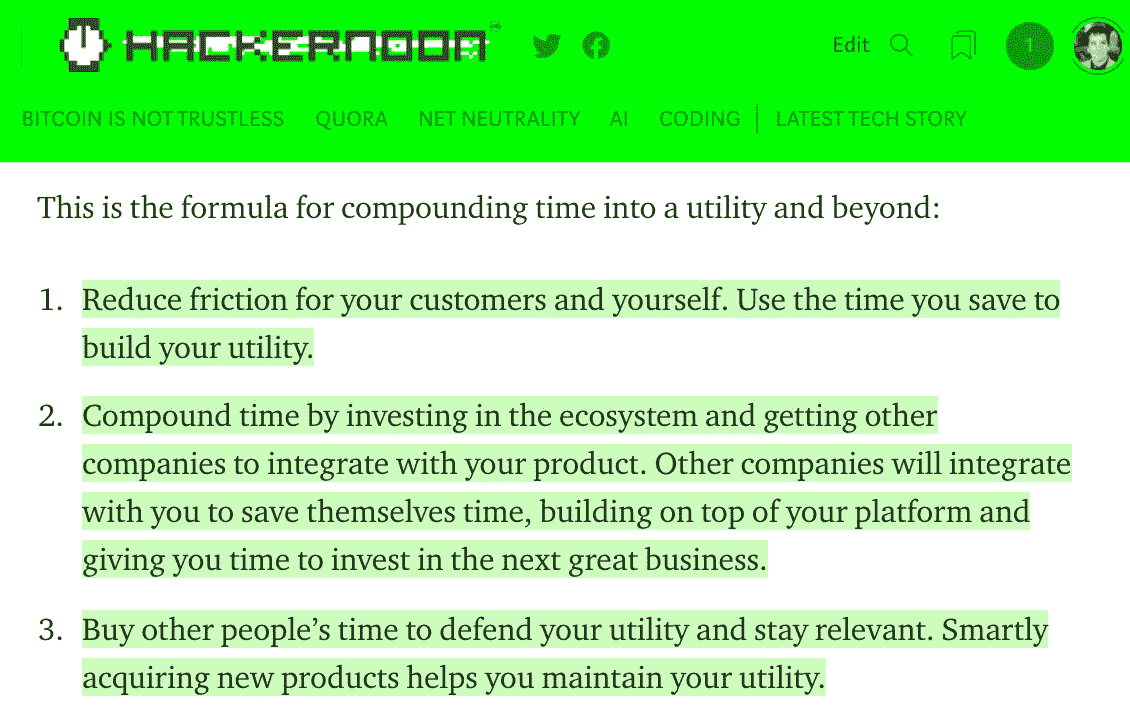 HACKERNOON
Edit
1
BITCOIN IS NOT TRUSTLESS QUORA NET NEUTRALITY AI CODING | LATEST TECH STORY
This is the formula for compounding time into a utility and beyond:
1. Reduce friction for your customers and yourself. Use the time you save to
build your utility.
2. Compound time by investing in the ecosystem and getting other
companies to integrate with your product. Other companies will integrate
with you to save themselves time, building on top of your platform and
giving you time to invest in the next great business.
3. Buy other people’s time to defend your utility and stay relevant. Smartly
acquiring new products helps you maintain your utility.